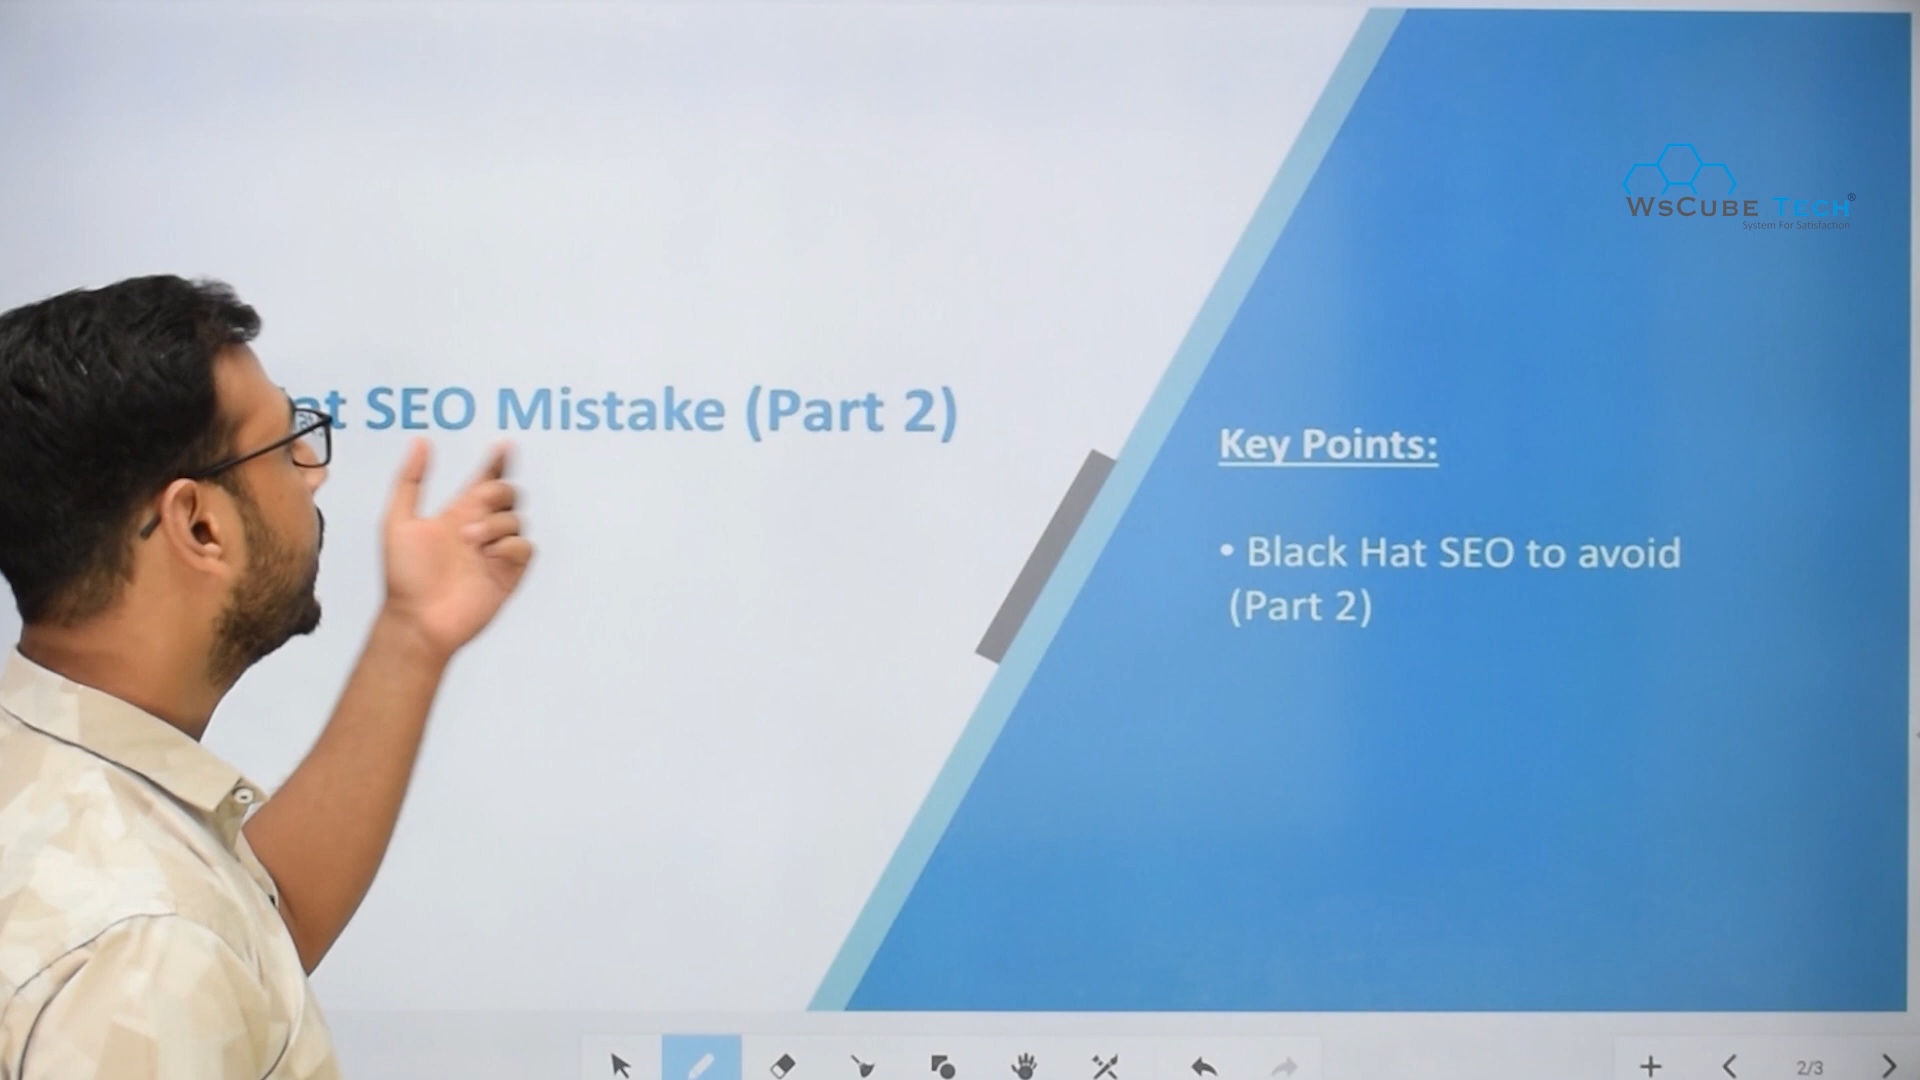 at SEO Mistake (Part 2)
WsCube Tech®
System For Satisfaction
Key Points:
• Black Hat SEO to avoid
(Part 2)
2/3